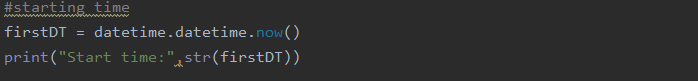 #starting time
firstDT = datetime.datetime.now()
print("Start time:",str(firstDT))